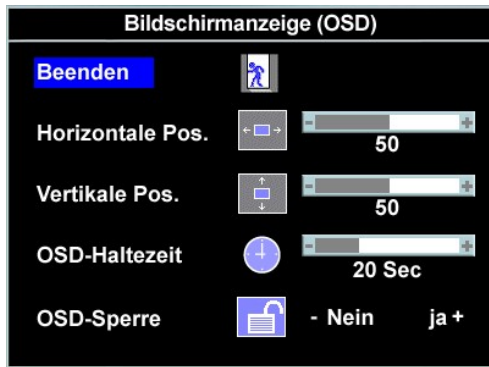 Bildschirmanzeige (OSD)
Beenden
Horizontale Pos.
- +
50
Vertikale Pos.
- +
50
OSD-Haltezeit
- +
20 Sec
OSD-Sperre - Nein ja +